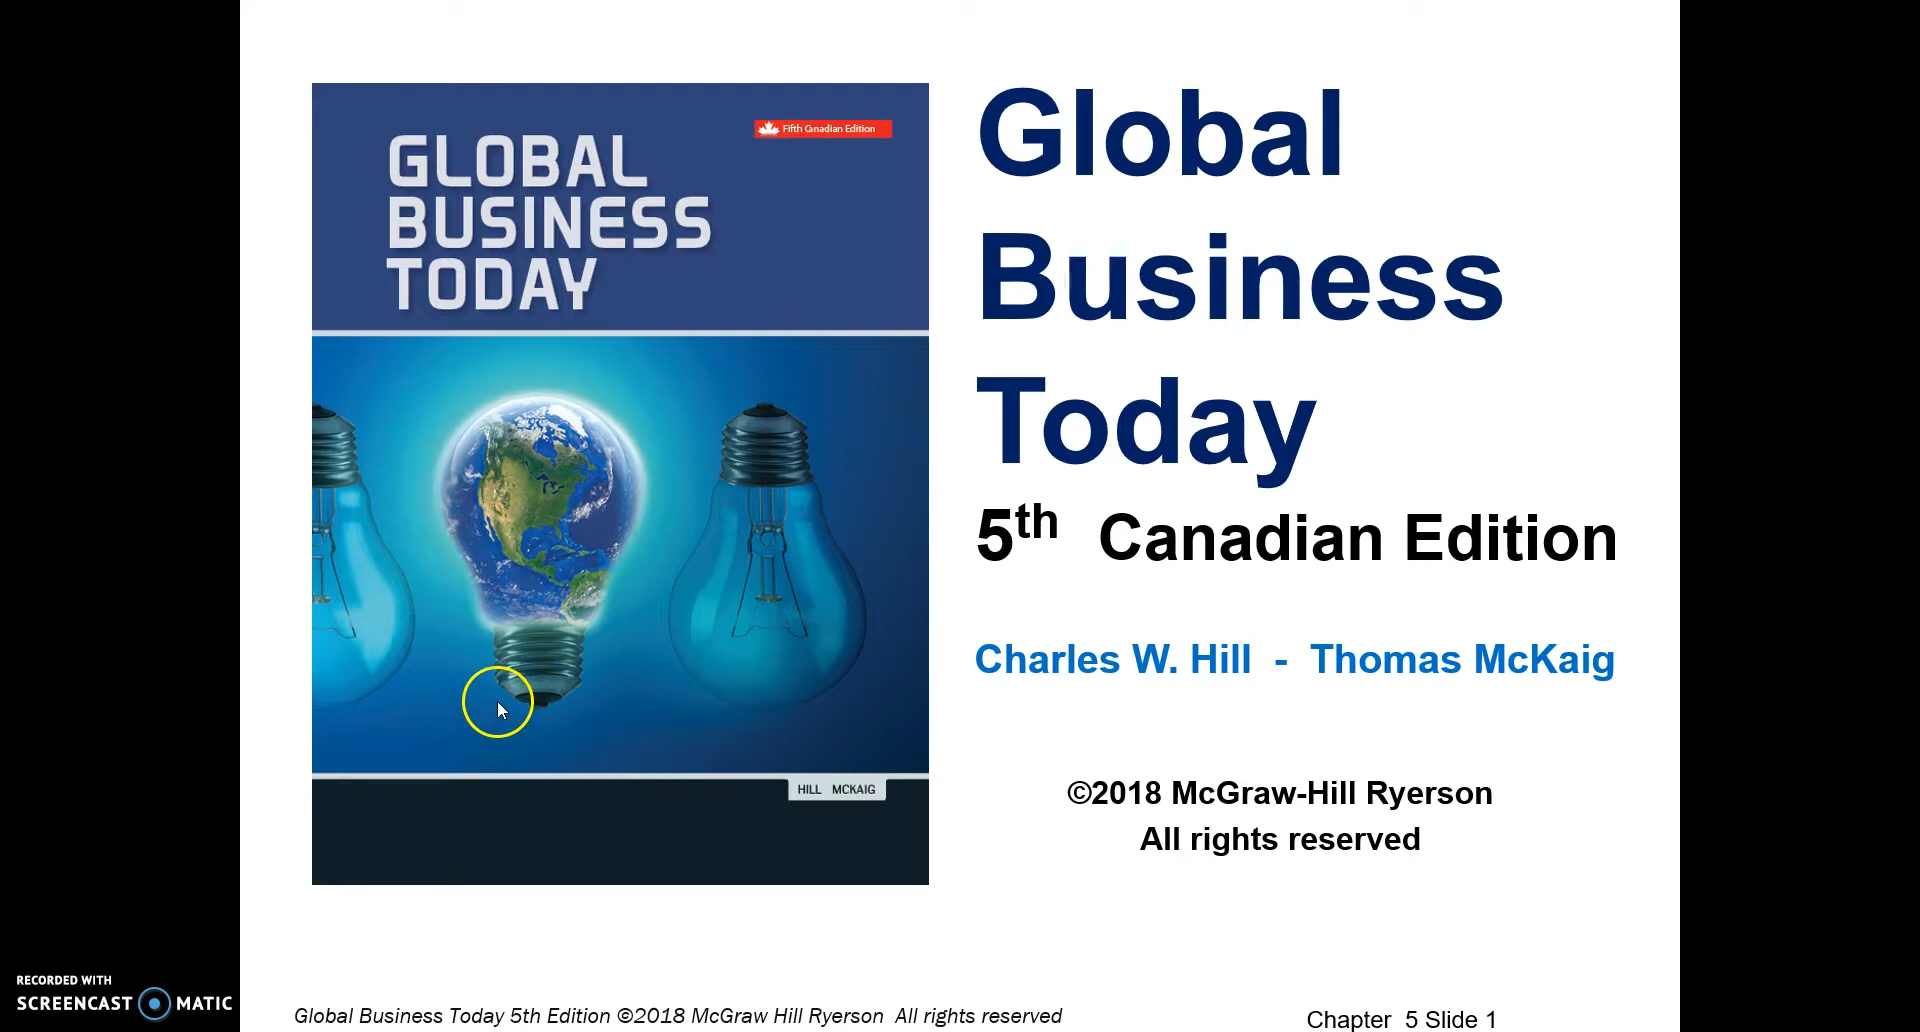 Fifth Canadian Edition
GLOBAL
BUSINESS
TODAY
HILL MCKAIG
Global
Business
Today
5th Canadian Edition
Charles W. Hill - Thomas McKaig
©2018 McGraw-Hill Ryerson
All rights reserved
RECORDED WITH
SCREENCAST MATIC
Global Business Today 5th Edition ©2018 McGraw Hill Ryerson All rights reserved
Chapter 5 Slide 1